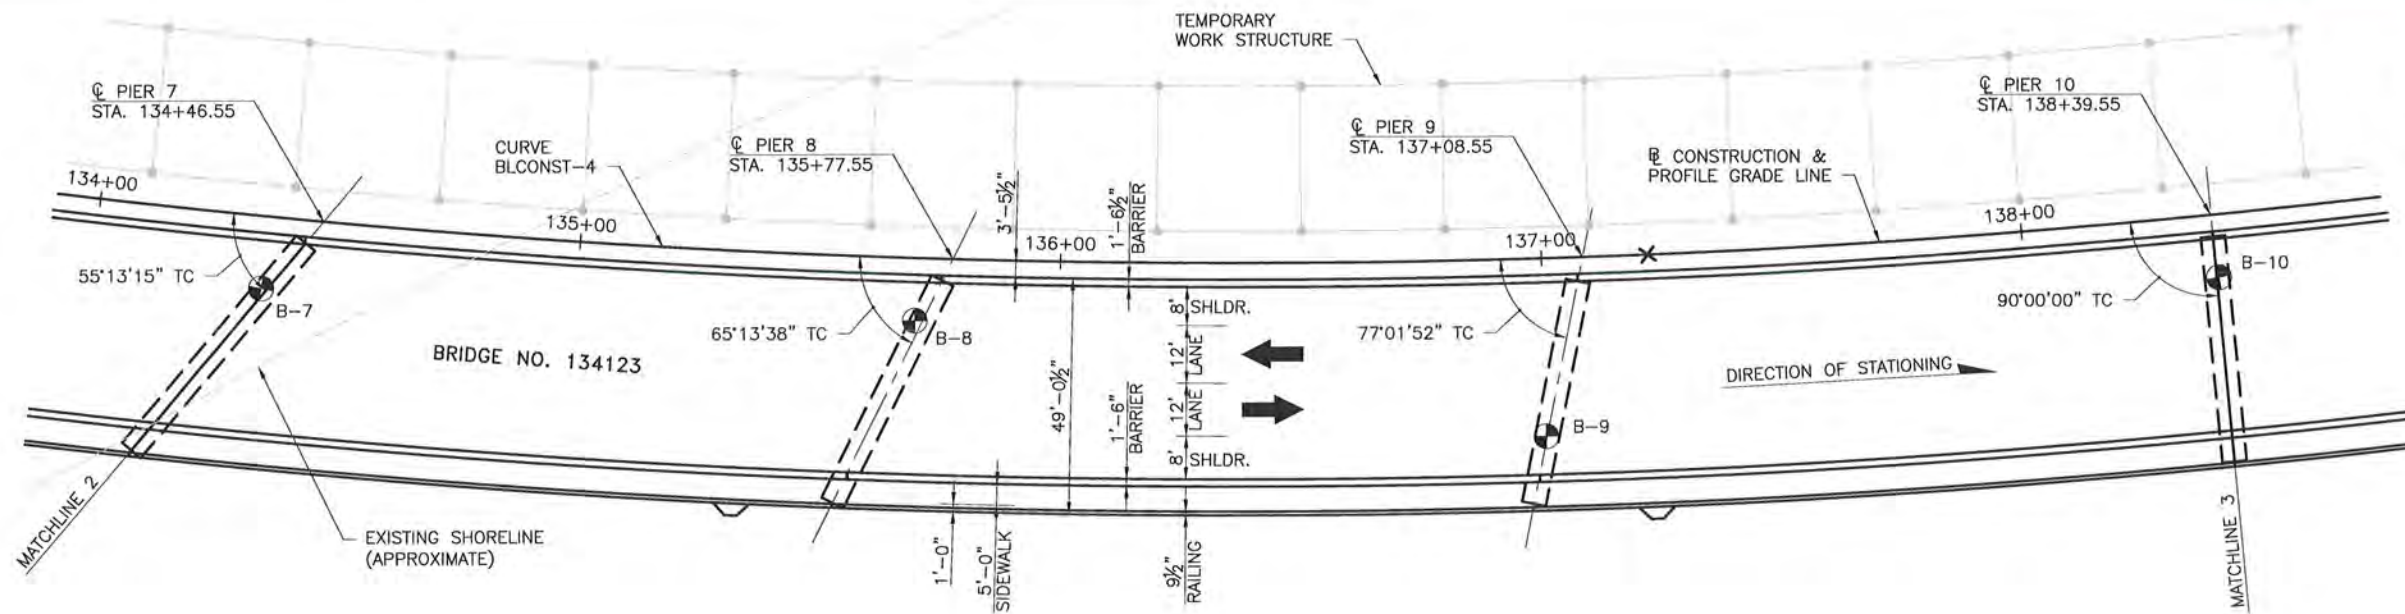 TEMPORARY
WORK STRUCTURE
℄ PIER 7
STA. 134+46.55
CURVE
BLCONST-4
℄ PIER 8
STA. 135+77.55
℄ PIER 9
STA. 137+08.55
℄ PIER 10
STA. 138+39.55
CONSTRUCTION &
PROFILE GRADE LINE
134+00
135+00
136+00
137+00
138+00
3'-5½"
1'-6½"
BARRIER
55°13'15" TC
B-7
65°13'38" TC
B-8
77°01'52" TC
B-9
90°00'00" TC
B-10
BRIDGE NO. 134123
8' SHLDR.
12'
LANE
12'
LANE
8' SHLDR.
49'-0½"
1'-6"
BARRIER
DIRECTION OF STATIONING
MATCHLINE 2
EXISTING SHORELINE
(APPROXIMATE)
1'-0"
5'-0"
SIDEWALK
9½"
RAILING
MATCHLINE 3